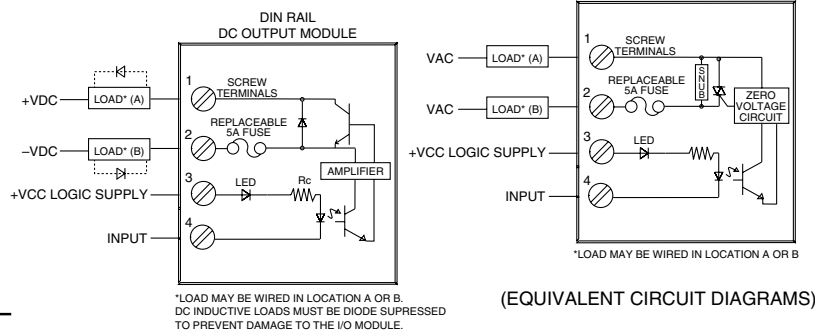 DIN RAIL
DC OUTPUT MODULE
1
SCREW
TERMINALS
+VDC
LOAD* (A)
REPLACEABLE
5A FUSE
2
–VDC
LOAD* (B)
AMPLIFIER
3
+VCC LOGIC SUPPLY
LED
Rc
4
INPUT
*LOAD MAY BE WIRED IN LOCATION A OR B.
DC INDUCTIVE LOADS MUST BE DIODE SUPRESSED
TO PREVENT DAMAGE TO THE I/O MODULE.
1
SCREW
TERMINALS
VAC
LOAD* (A)
REPLACEABLE
5A FUSE
SNUB
2
VAC
LOAD* (B)
ZERO
VOLTAGE
CIRCUIT
3
+VCC LOGIC SUPPLY
LED
4
INPUT
*LOAD MAY BE WIRED IN LOCATION A OR B
(EQUIVALENT CIRCUIT DIAGRAMS)